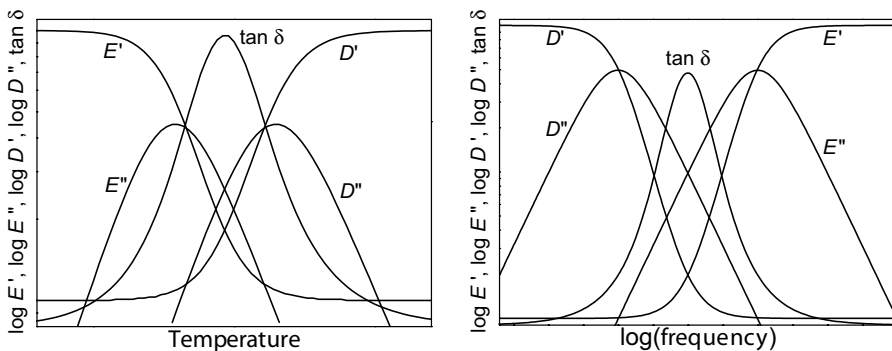 log E', log E", log D', log D", tan δ
E'
tan δ
D'
E"
D"
Temperature
log E', log E", log D', log D", tan δ
D'
tan δ
E'
D"
E"
log(frequency)